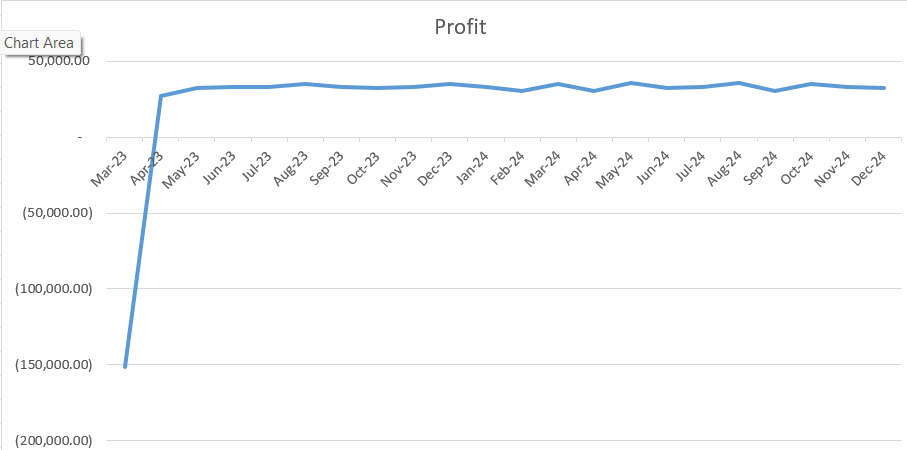 Profit
Chart Area
50,000.00
-
Mar-23 Apr-23 May-23 Jun-23 Jul-23 Aug-23 Sep-23 Oct-23 Nov-23 Dec-23 Jan-24 Feb-24 Mar-24 Apr-24 May-24 Jun-24 Jul-24 Aug-24 Sep-24 Oct-24 Nov-24 Dec-24
(50,000.00)
(100,000.00)
(150,000.00)
(200,000.00)